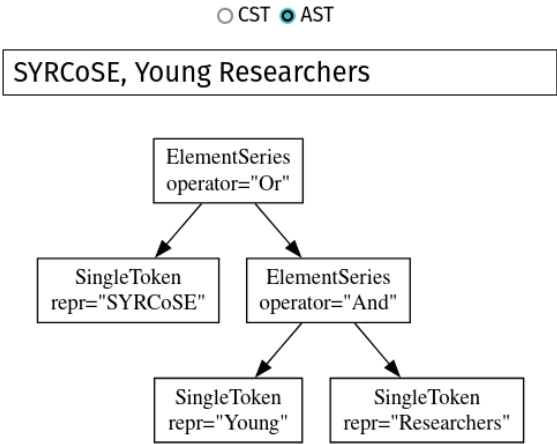 CST AST
SYRCoSE, Young Researchers
ElementSeries
operator="Or"
SingleToken
repr="SYRCoSE"
ElementSeries
operator="And"
SingleToken
repr="Young"
SingleToken
repr="Researchers"